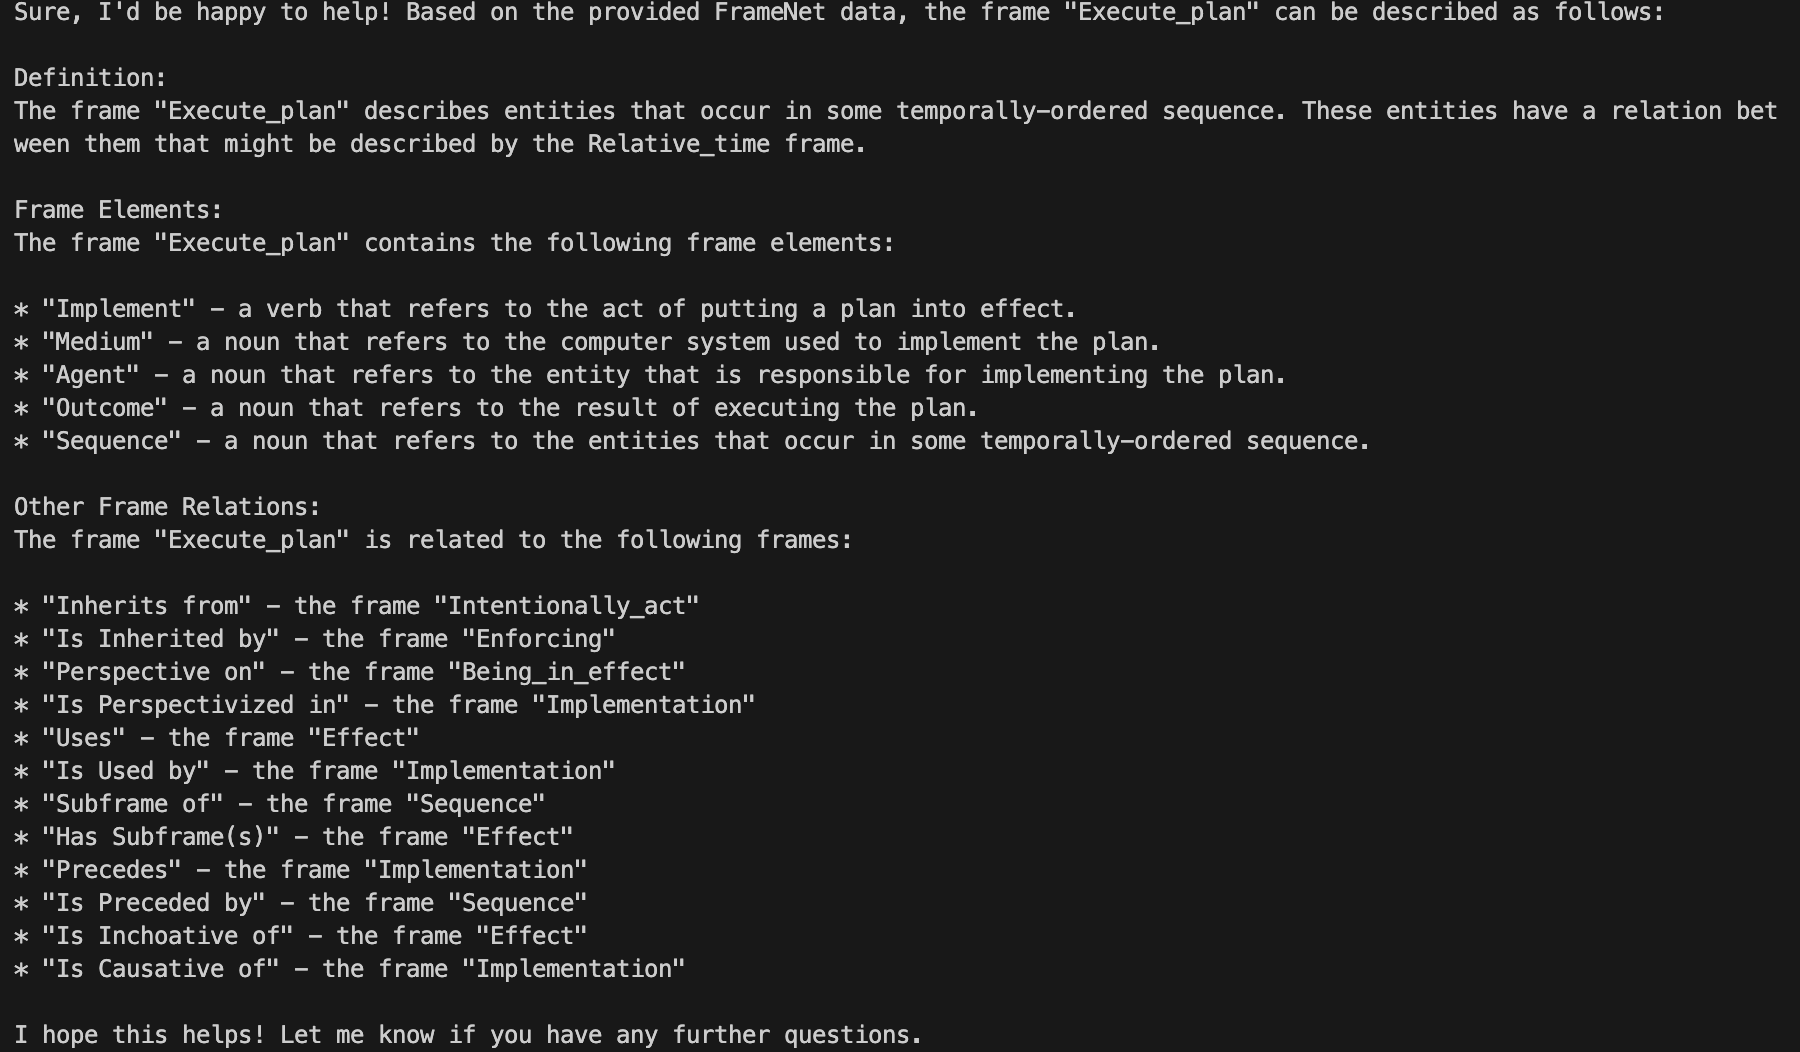 Sure, I'd be happy to help! Based on the provided FrameNet data, the frame "Execute_plan" can be described as follows:
Definition:
The frame "Execute_plan" describes entities that occur in some temporally-ordered sequence. These entities have a relation bet
ween them that might be described by the Relative_time frame.
Frame Elements:
The frame "Execute_plan" contains the following frame elements:
* "Implement" – a verb that refers to the act of putting a plan into effect.
* "Medium" – a noun that refers to the computer system used to implement the plan.
* "Agent" – a noun that refers to the entity that is responsible for implementing the plan.
* "Outcome" – a noun that refers to the result of executing the plan.
* "Sequence" – a noun that refers to the entities that occur in some temporally-ordered sequence.
Other Frame Relations:
The frame "Execute_plan" is related to the following frames:
* "Inherits from" – the frame "Intentionally_act"
* "Is Inherited by" – the frame "Enforcing"
* "Perspective on" – the frame "Being_in_effect"
* "Is Perspectivized in" – the frame "Implementation"
* "Uses" – the frame "Effect"
* "Is Used by" – the frame "Implementation"
* "Subframe of" – the frame "Sequence"
* "Has Subframe(s)" – the frame "Effect"
* "Precedes" – the frame "Implementation"
* "Is Preceded by" – the frame "Sequence"
* "Is Inchoative of" – the frame "Effect"
* "Is Causative of" – the frame "Implementation"
I hope this helps! Let me know if you have any further questions.